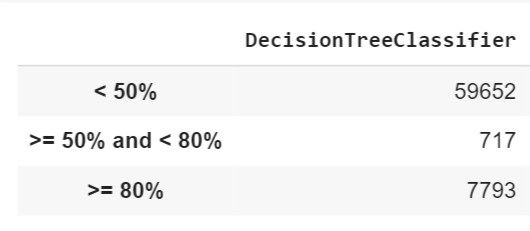 DecisionTreeClassifier
< 50% 59652
>= 50% and < 80% 717
>= 80% 7793